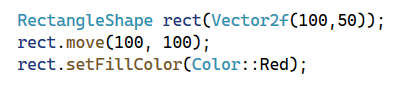 RectangleShape rect(Vector2f(100,50));
rect.move(100, 100);
rect.setFillColor(Color::Red);